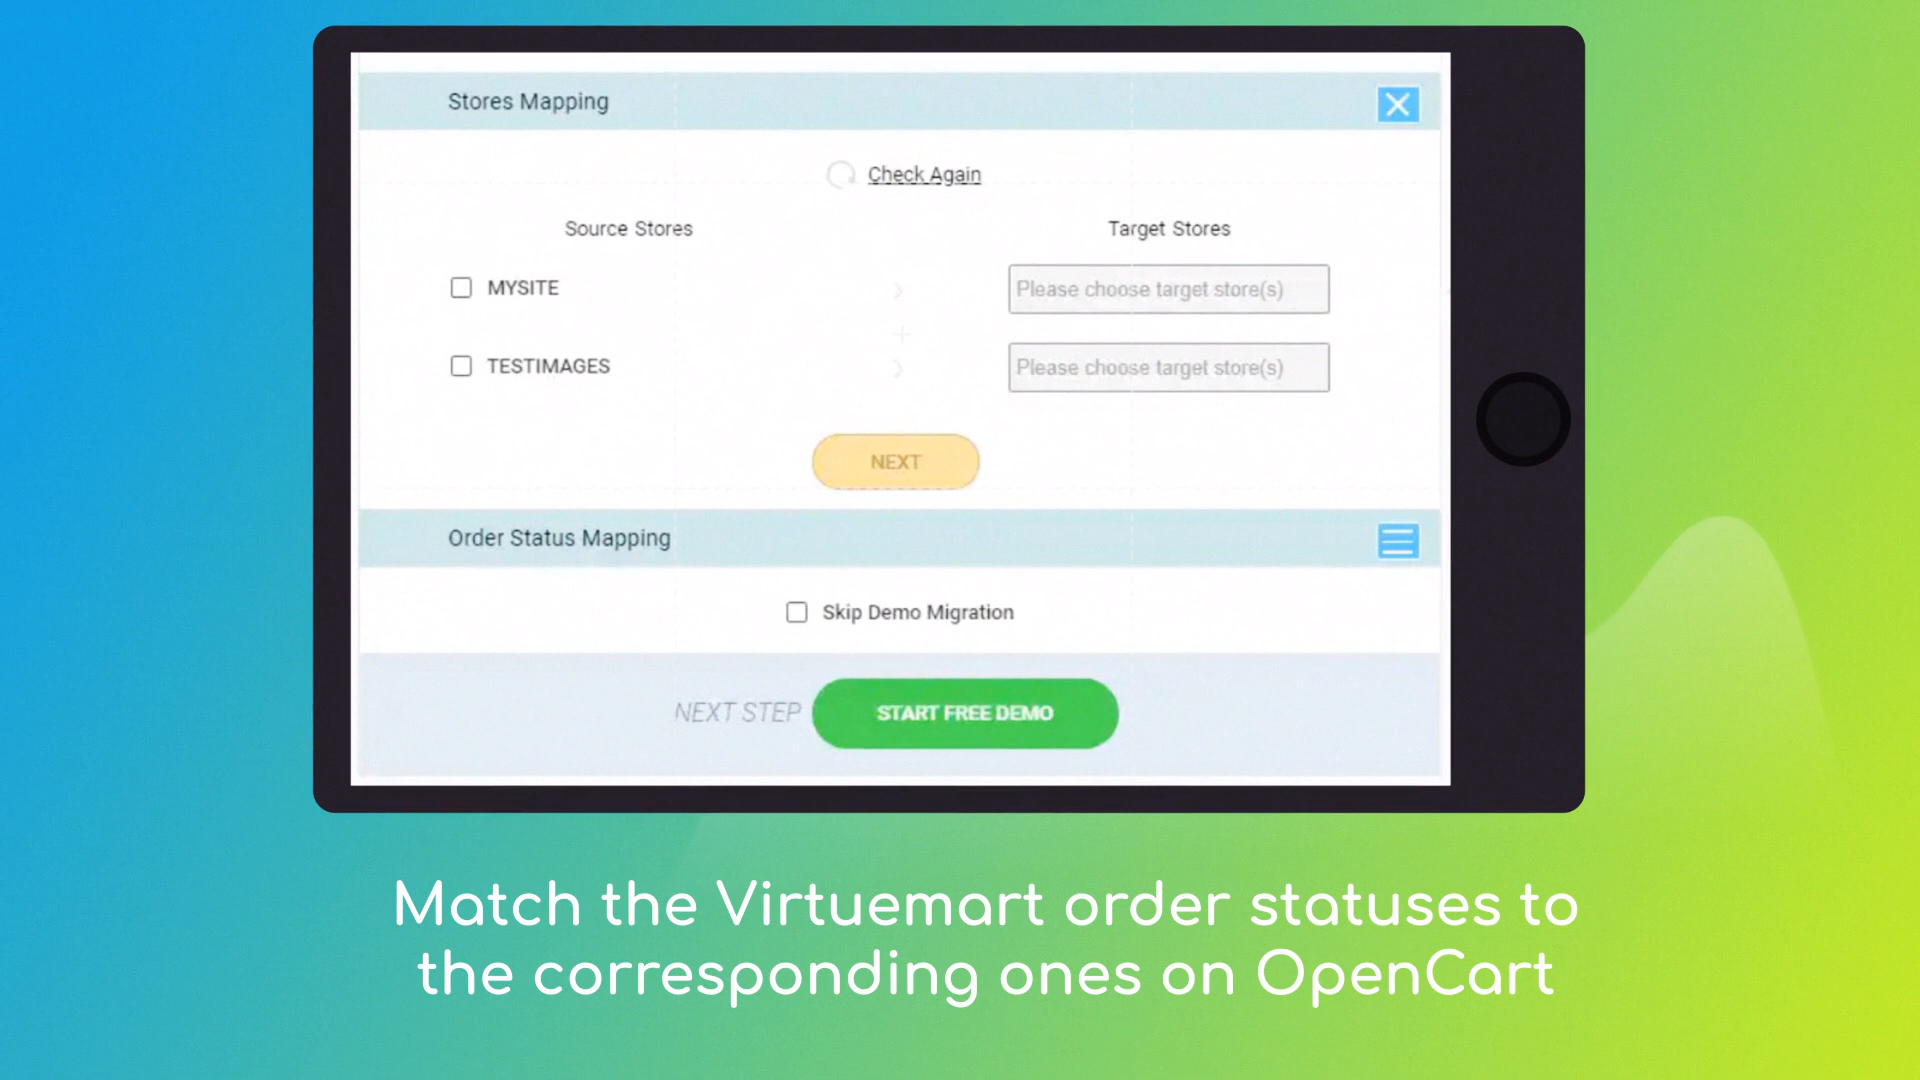 Stores Mapping
Check Again
Source Stores
Target Stores
MYSITE
Please choose target store(s)
TESTIMAGES
Please choose target store(s)
NEXT
Order Status Mapping
Skip Demo Migration
NEXT STEP
START FREE DEMO
Match the Virtuemart order statuses to
the corresponding ones on OpenCart